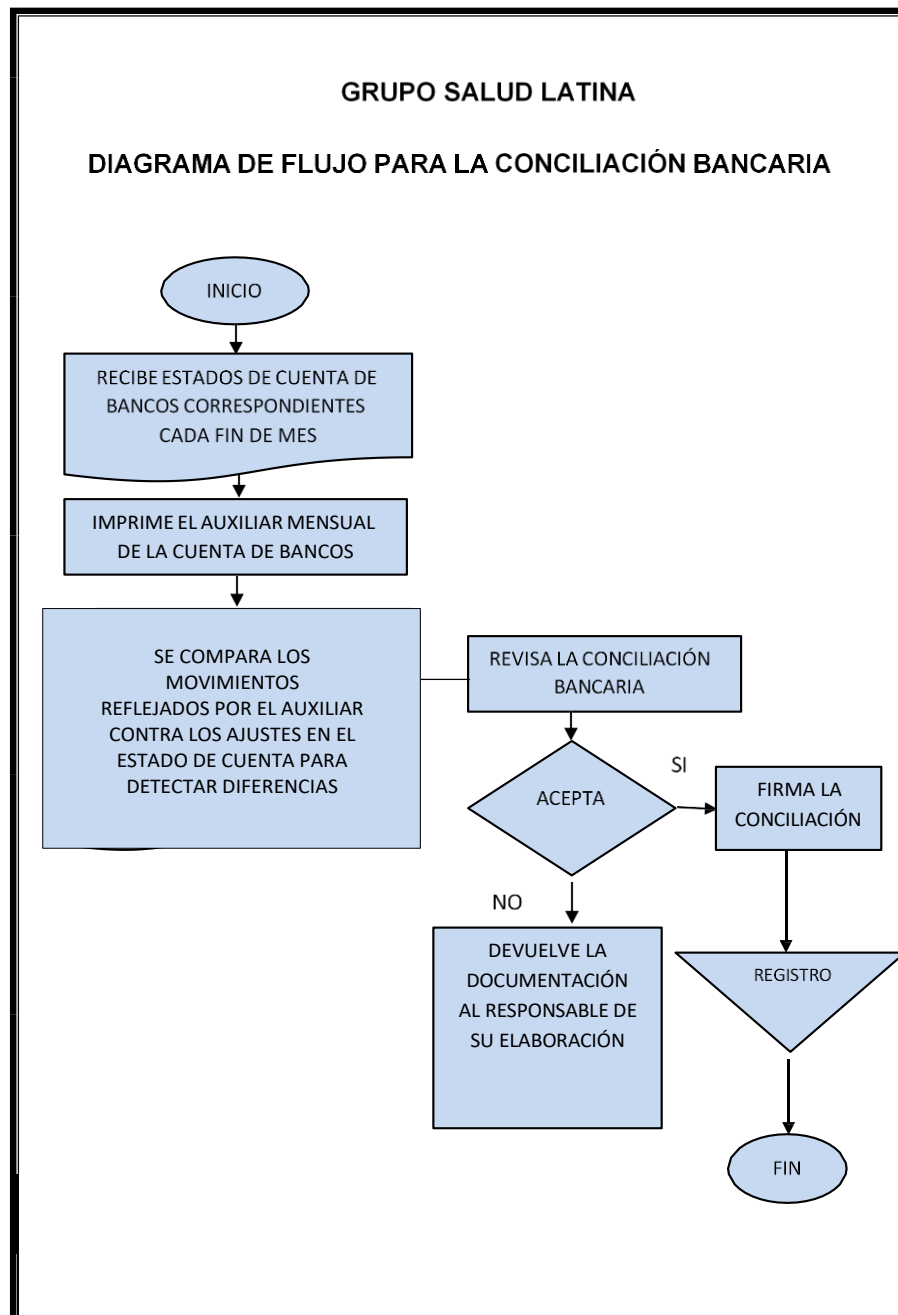 GRUPO SALUD LATINA
DIAGRAMA DE FLUJO PARA LA CONCILIACIÓN BANCARIA
INICIO
RECIBE ESTADOS DE CUENTA DE
BANCOS CORRESPONDIENTES
CADA FIN DE MES
IMPRIME EL AUXILIAR MENSUAL
DE LA CUENTA DE BANCOS
SE COMPARA LOS
MOVIMIENTOS
REFLEJADOS POR EL AUXILIAR
CONTRA LOS AJUSTES EN EL
ESTADO DE CUENTA PARA
DETECTAR DIFERENCIAS
REVISA LA CONCILIACIÓN
BANCARIA
ACEPTA
SI
FIRMA LA
CONCILIACIÓN
NO
DEVUELVE LA
DOCUMENTACIÓN
AL RESPONSABLE DE
SU ELABORACIÓN
REGISTRO
FIN